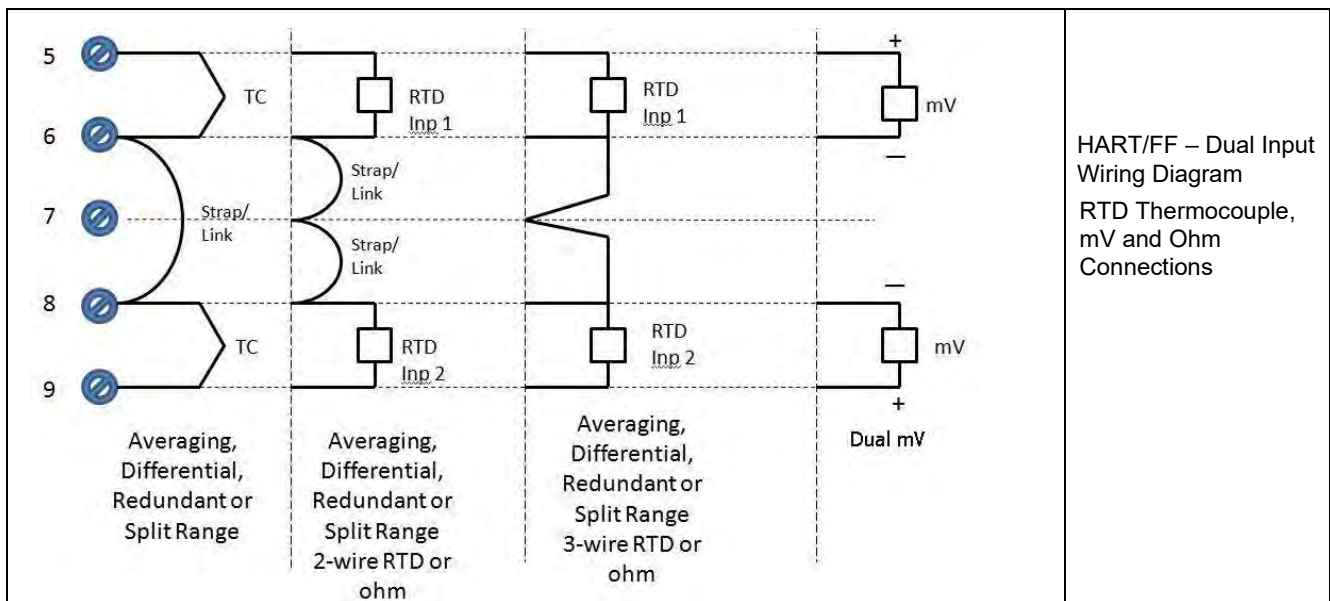 5
TC
RTD
Inp 1
RTD
Inp 1
+
mV
6
—
Strap/
Link
7
Strap/
Link
Strap/
Link
8
—
TC
RTD
Inp 2
RTD
Inp 2
mV
9
+
Averaging,
Differential,
Redundant or
Split Range
Averaging,
Differential,
Redundant or
Split Range
2-wire RTD or
ohm
Averaging,
Differential,
Redundant or
Split Range
3-wire RTD or
ohm
Dual mV
HART/FF – Dual Input
Wiring Diagram
RTD Thermocouple,
mV and Ohm
Connections